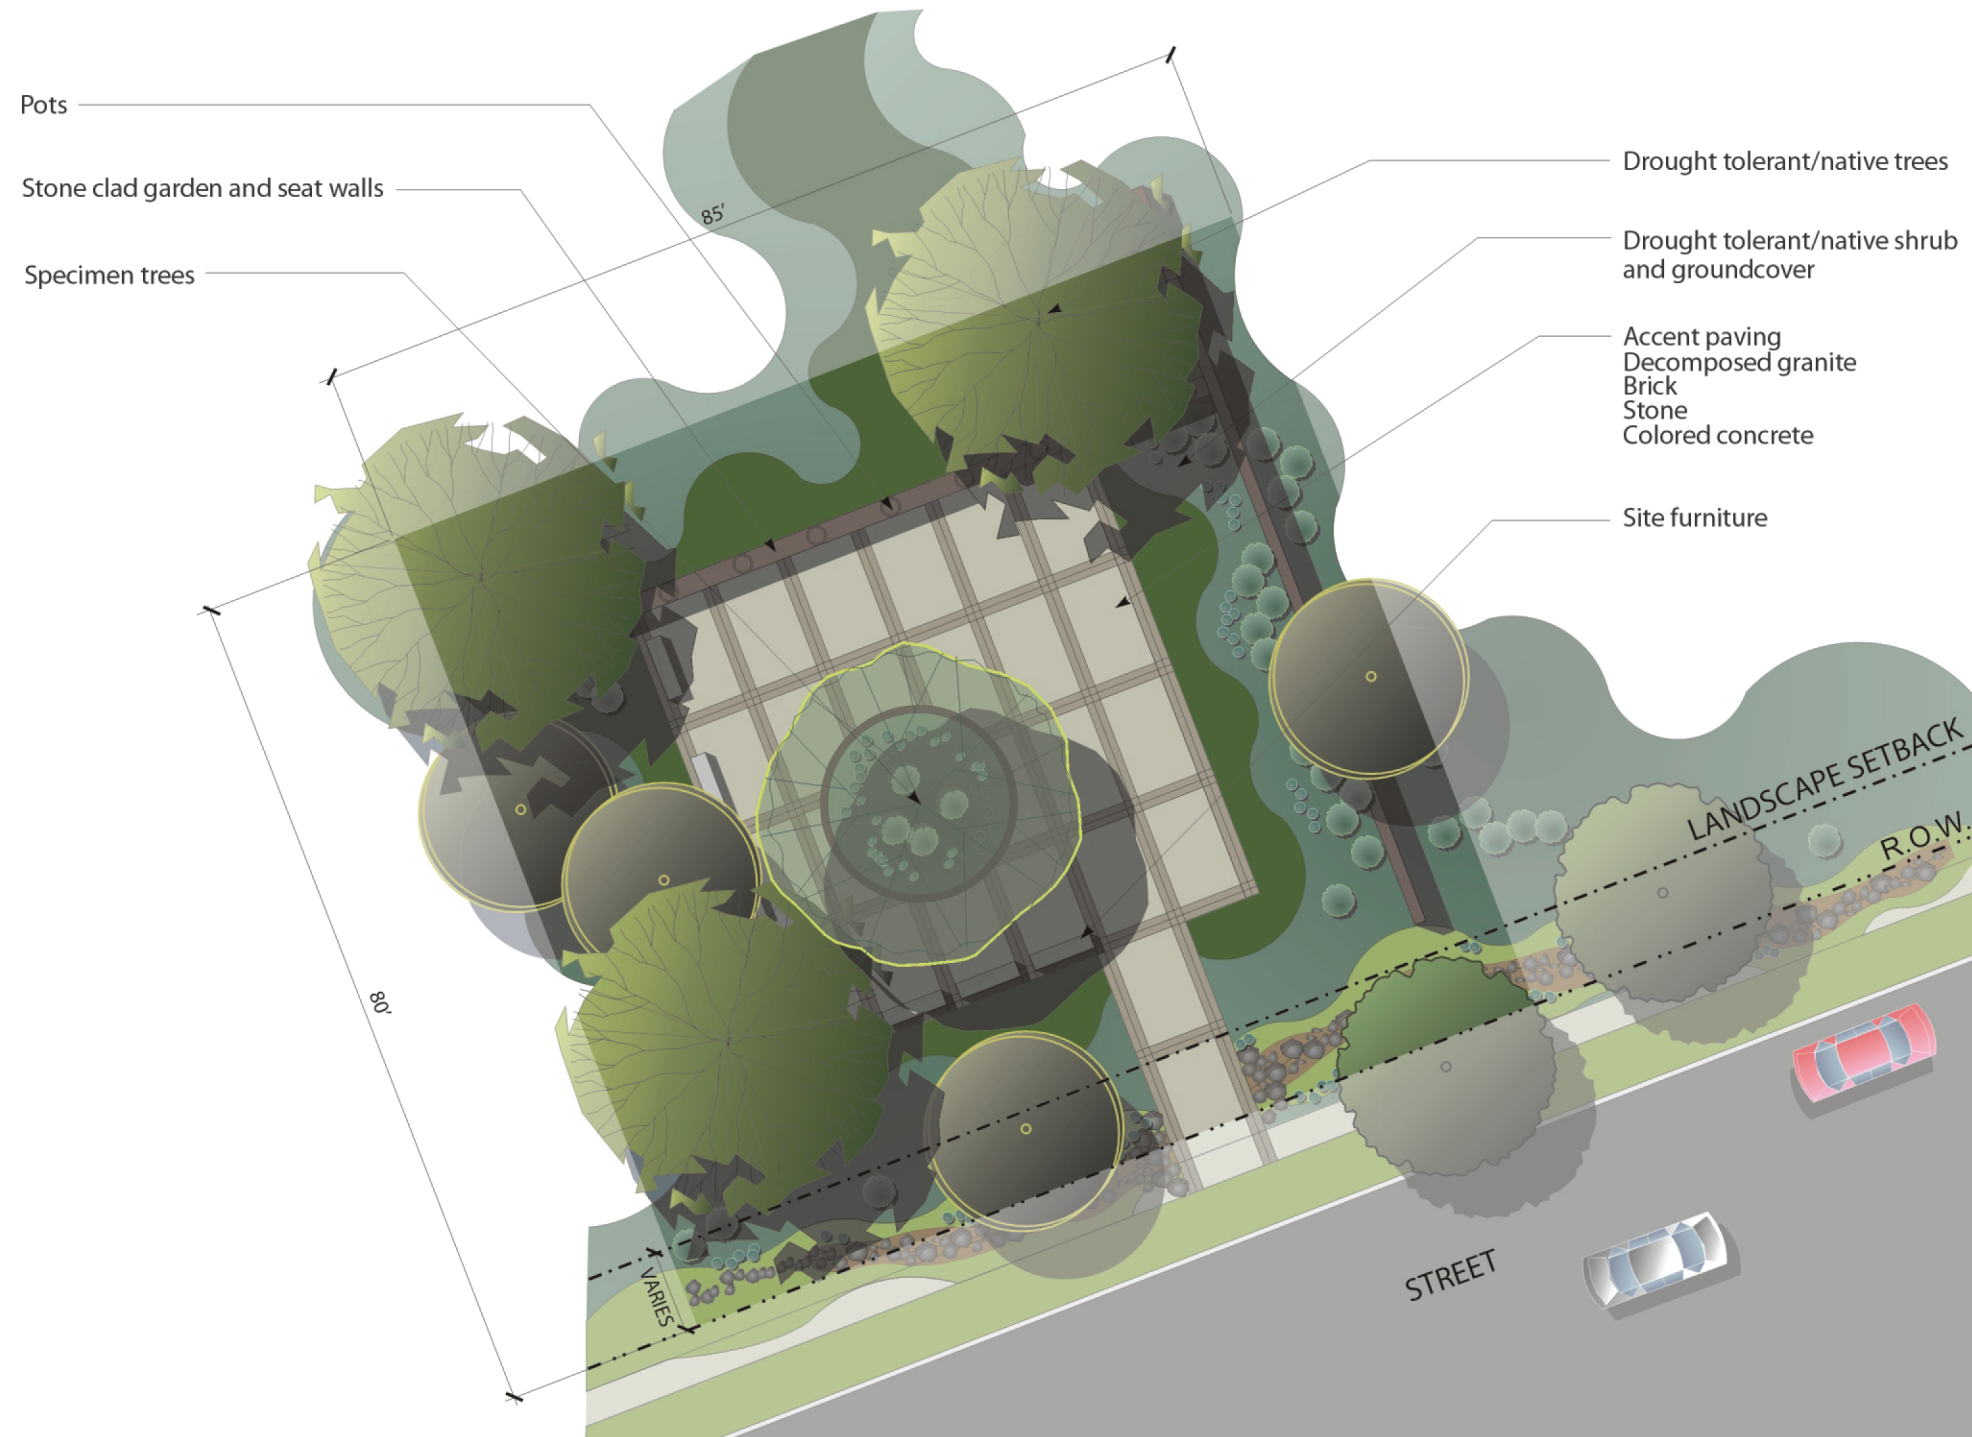 Pots
Stone clad garden and seat walls
Specimen trees
85'
80'
Drought tolerant/native trees
Drought tolerant/native shrub
and groundcover
Accent paving
Decomposed granite
Brick
Stone
Colored concrete
Site furniture
LANDSCAPE SETBACK
R.O.W.
VARIES
STREET